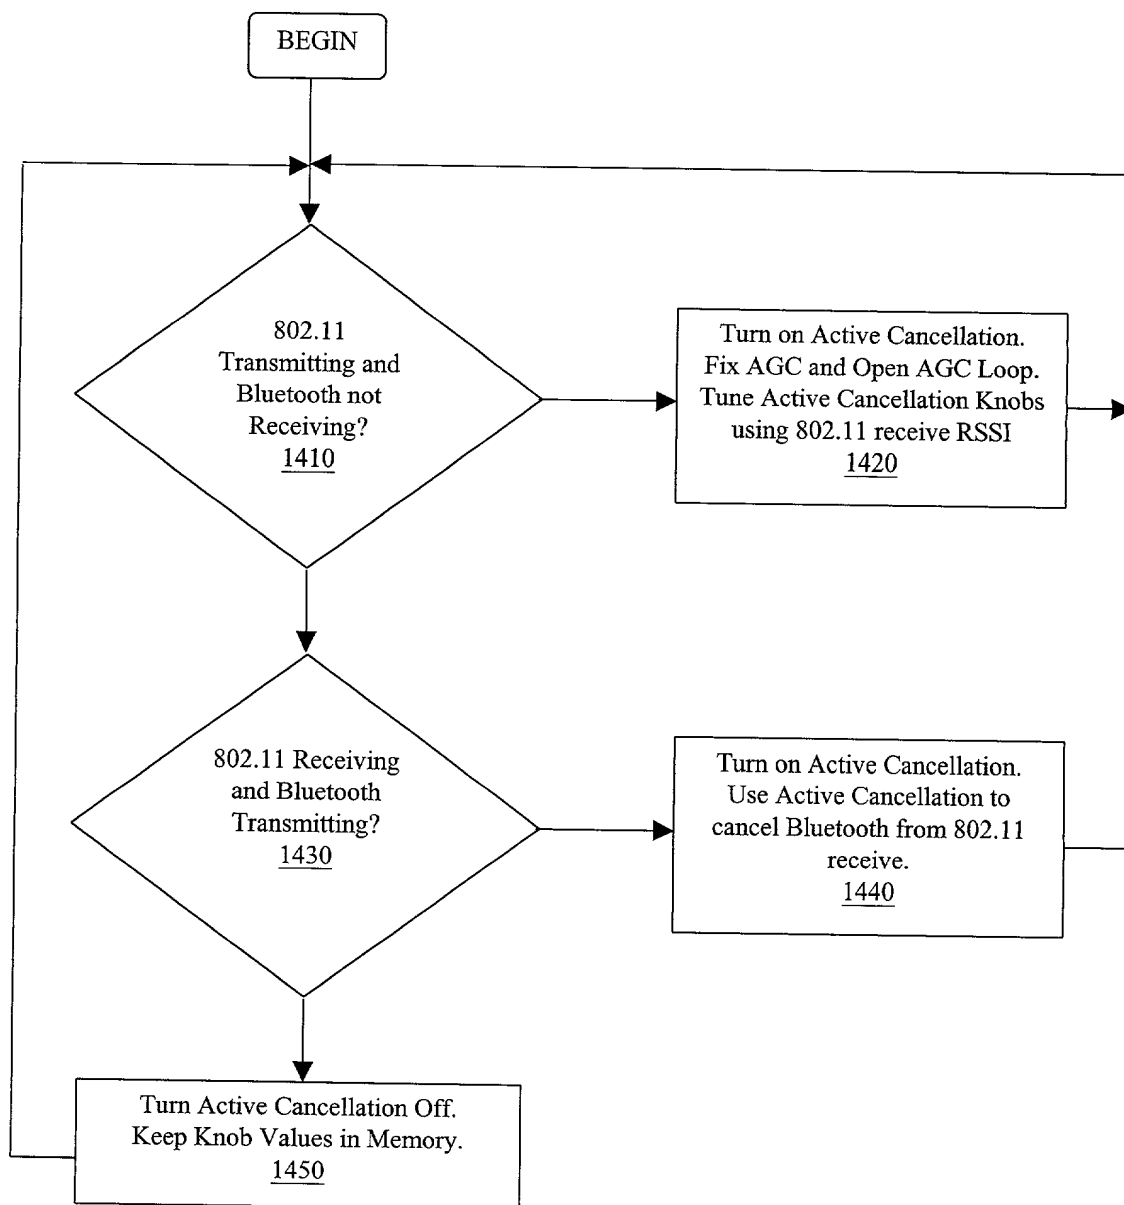 BEGIN
802.11
Transmitting and
Bluetooth not
Receiving?
1410
Turn on Active Cancellation.
Fix AGC and Open AGC Loop.
Tune Active Cancellation Knobs
using 802.11 receive RSSI
1420
802.11 Receiving
and Bluetooth
Transmitting?
1430
Turn on Active Cancellation.
Use Active Cancellation to
cancel Bluetooth from 802.11
receive.
1440
Turn Active Cancellation Off.
Keep Knob Values in Memory.
1450